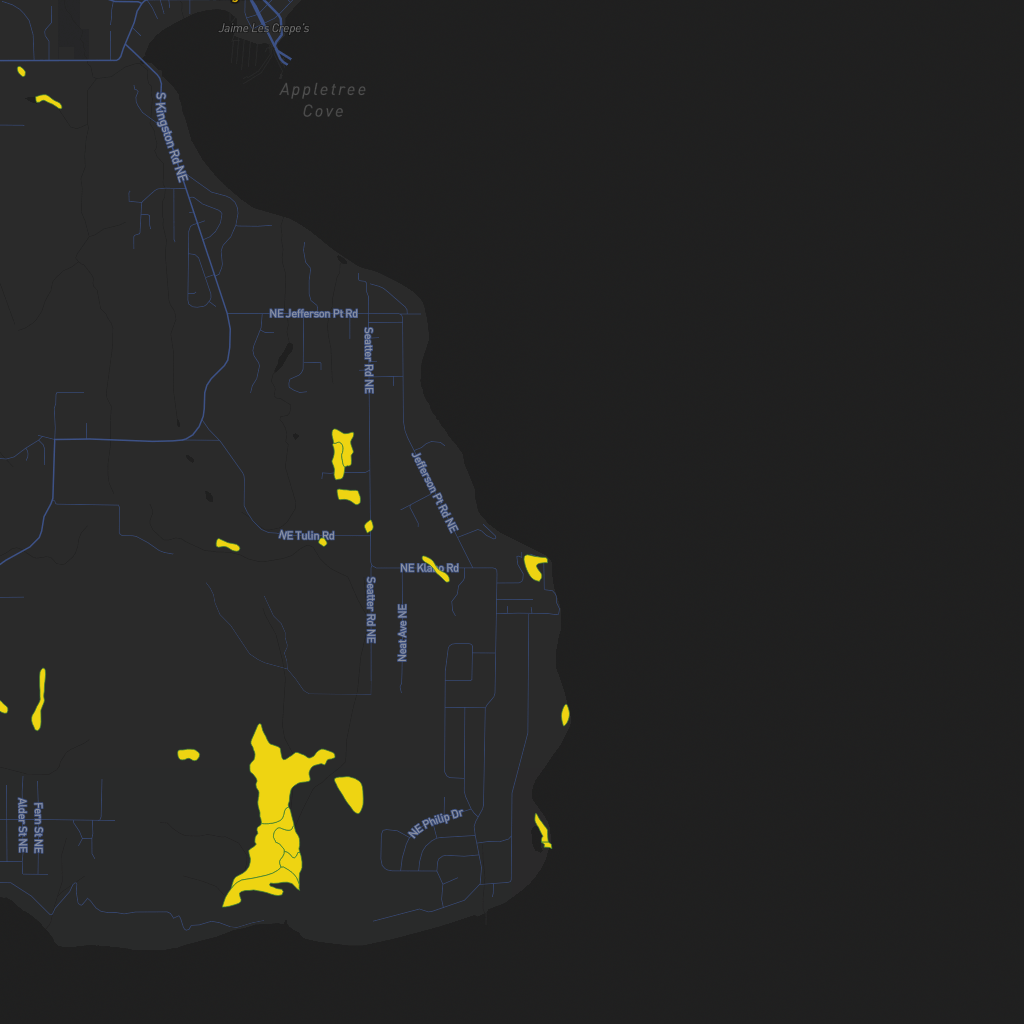 Jaime Les Crepe's
Appletree
Cove
S Kingston Rd NE
NE Jefferson Pt Rd
Seatter Rd NE
Jefferson Pt Rd NE
NE Tulin Rd
NE Klabo Rd
Seatter Rd NE
Neat Ave NE
Alder St NE
Fern St NE
NE Philip Dr